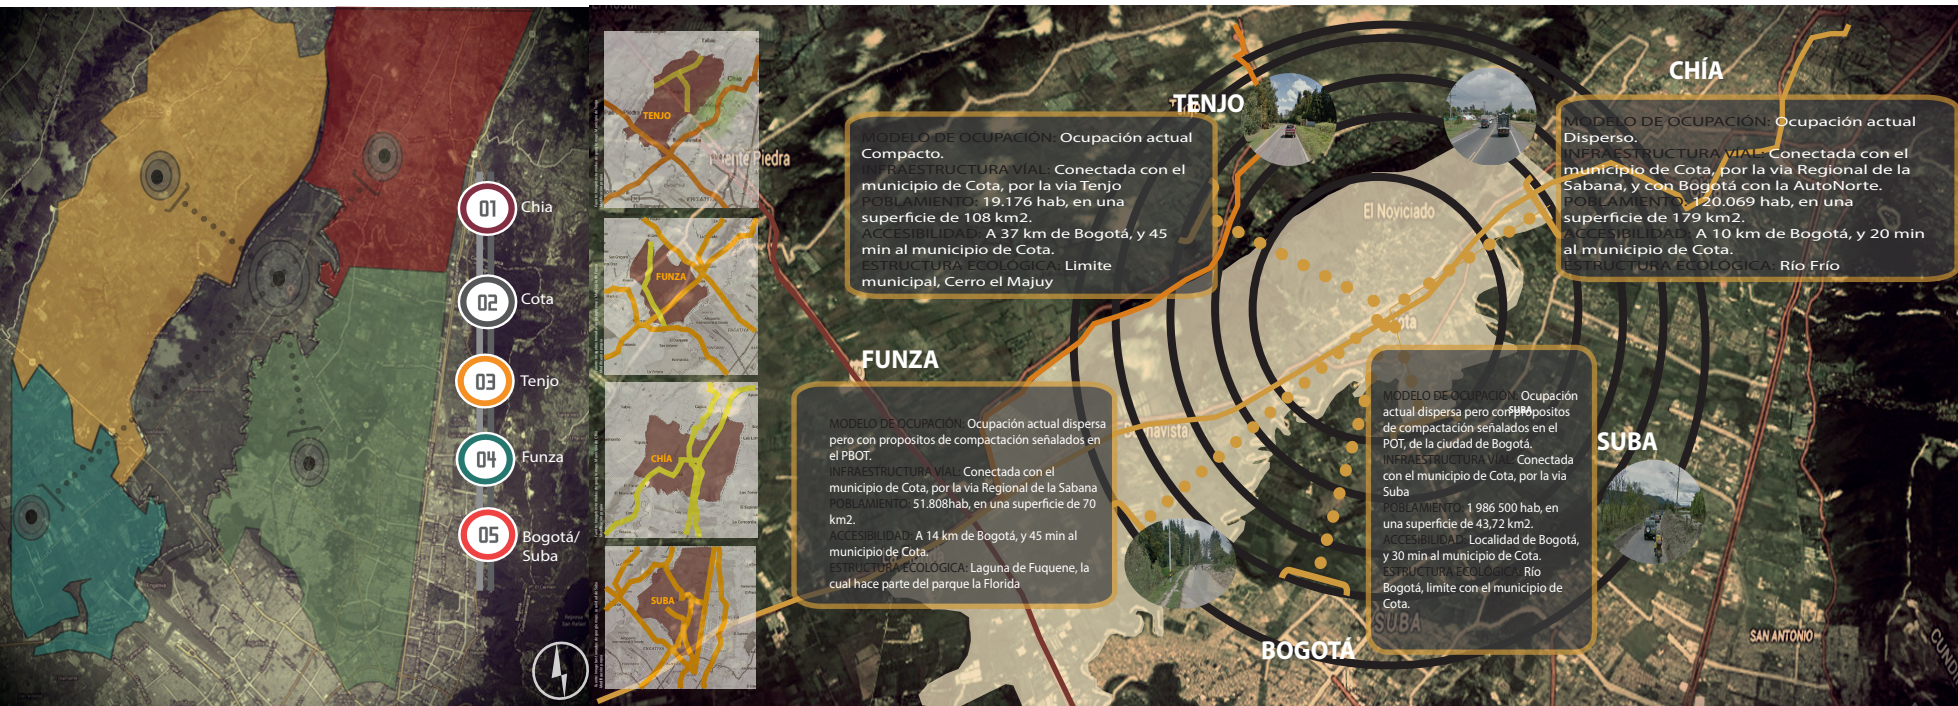 01
Chía
02
Cota
03
Tenjo
04
Funza
05
Bogotá/
Suba
TENJO
FUNZA
CHÍA
SUBA
TENJO
MODELO DE OCUPACIÓN: Ocupación actual
Compacto.
INFRAESTRUCTURA VÍAL: Conectada con el
municipio de Cota, por la via Tenjo
POBLAMIENTO: 19.176 hab, en una
superficie de 108 km2.
ACCESIBILIDAD: A 37 km de Bogotá, y 45
min al municipio de Cota.
ESTRUCTURA ECOLÓGICA: Limite
municipal, Cerro el Majuy
CHÍA
MODELO DE OCUPACIÓN: Ocupación actual
Disperso.
INFRAESTRUCTURA VÍAL: Conectada con el
municipio de Cota, por la via Regional de la
Sabana, y con Bogotá con la AutoNorte.
POBLAMIENTO: 120.069 hab, en una
superficie de 179 km2.
ACCESIBILIDAD: A 10 km de Bogotá, y 20 min
al municipio de Cota.
ESTRUCTURA ECOLÓGICA: Río Frío
El Noviciado
FUNZA
MODELO DE OCUPACIÓN: Ocupación actual dispersa
pero con propositos de compactación señalados en
el PBOT.
INFRAESTRUCTURA VÍAL: Conectada con el
municipio de Cota, por la via Regional de la Sabana
POBLAMIENTO: 51.808hab, en una superficie de 70
km2.
ACCESIBILIDAD: A 14 km de Bogotá, y 45 min al
municipio de Cota.
ESTRUCTURA ECOLÓGICA: Laguna de Fuquene, la
cual hace parte del parque la Florida
SUBA
MODELO DE OCUPACIÓN: Ocupación
actual dispersa pero con propositos
SUBA
de compactación señalados en el
POT, de la ciudad de Bogotá.
INFRAESTRUCTURA VÍAL: Conectada
con el municipio de Cota, por la via
Suba
POBLAMIENTO: 1 986 500 hab, en
una superficie de 43,72 km2.
ACCESIBILIDAD: Localidad de Bogotá,
y 30 min al municipio de Cota.
ESTRUCTURA ECOLÓGICA: Río
Bogotá, limite con el municipio de
Cota.
SUBA
BOGOTÁ
SAN ANTONIO